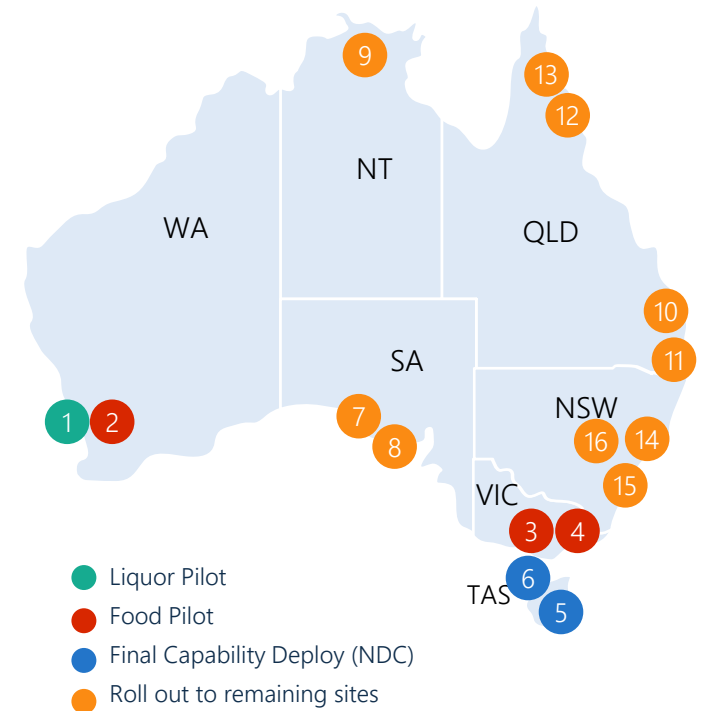 9
13
12
NT
WA
QLD
10
11
SA
NSW
7
8
1
2
16
14
15
VIC
3
4
6
TAS
5
Liquor Pilot
Food Pilot
Final Capability Deploy (NDC)
Roll out to remaining sites